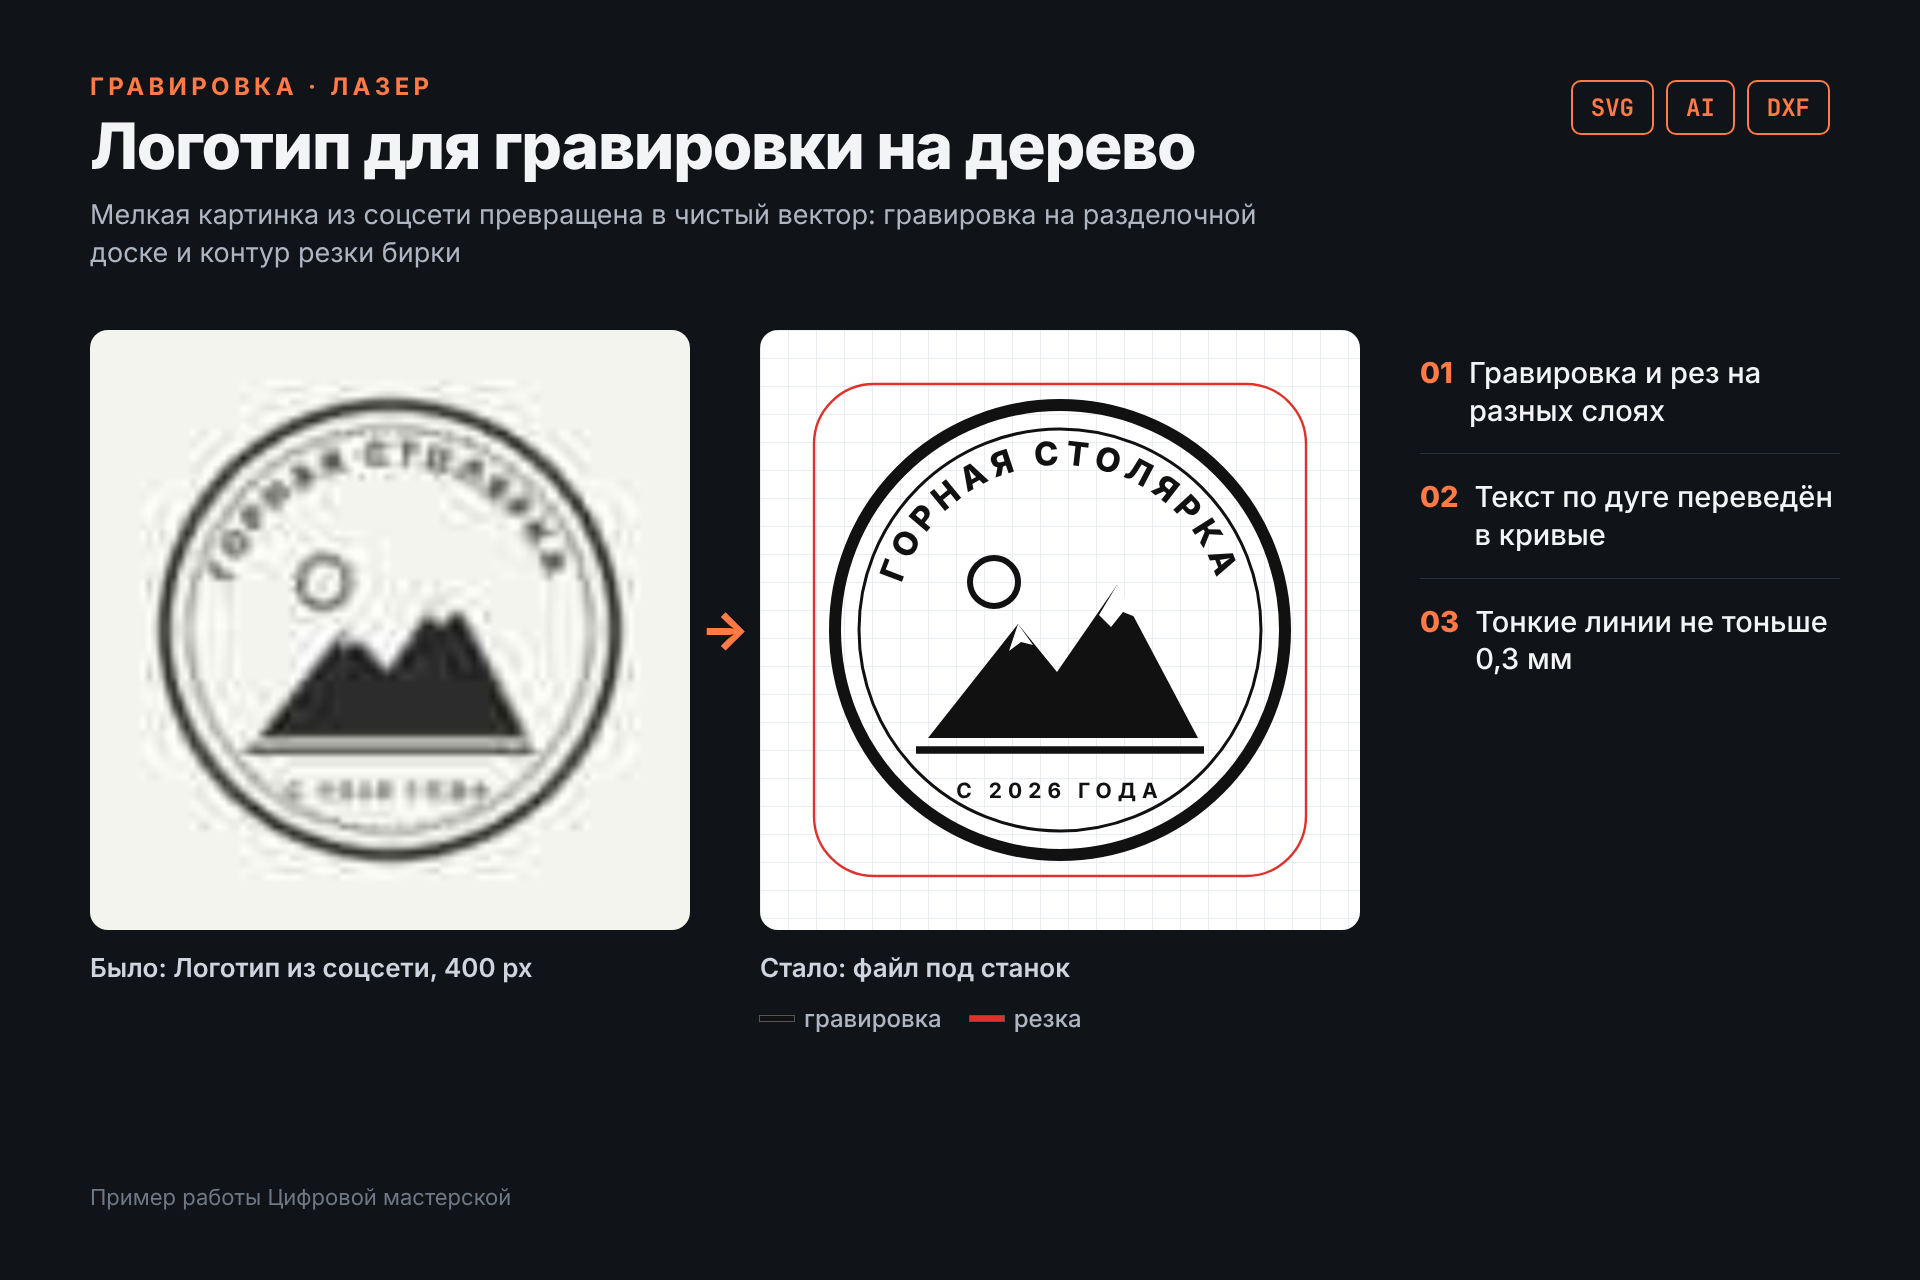 ГРАВИРОВКА · ЛАЗЕР
Логотип для гравировки на дерево
Мелкая картинка из соцсети превращена в чистый вектор: гравировка на разделочной
доске и контур резки бирки
SVG
AI
DXF
ГОРНАЯ СТОЛЯРКА
ГОРНАЯ СТОЛЯРКА
С 2026 ГОДА
→
01 Гравировка и рез на
разных слоях
02 Текст по дуге переведён
в кривые
03 Тонкие линии не тоньше
0,3 мм
Было: Логотип из соцсети, 400 px
Стало: файл под станок
гравировка
резка
Пример работы Цифровой мастерской